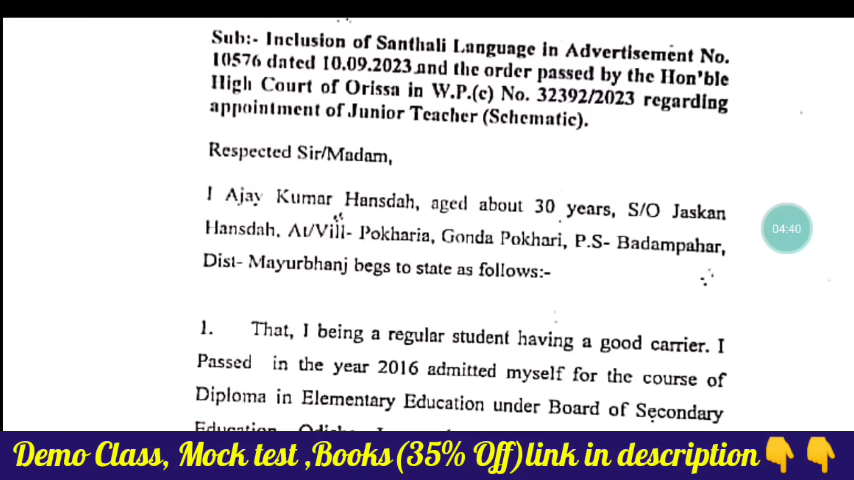 Sub:- Inclusion of Santhali Language in Advertisement No.
10576 dated 10.09.2023 and the order passed by the Hon'ble
High Court of Orissa in W.P.(c) No. 32392/2023 regarding
appointment of Junior Teacher (Schematic).
Respected Sir/Madam,
I Ajay Kumar Hansdah, aged about 30 years, S/O Jaskan
Hansdah, At/Vill- Pokharia, Gonda Pokhari, P.S- Badampahar,
Dist- Mayurbhanj begs to state as follows:-
04:40
1. That, I being a regular student having a good carrier. I
Passed in the year 2016 admitted myself for the course of
Diploma in Elementary Education under Board of Secondary
Education, Odisha
Demo Class, Mock test ,Books(35% Off)link in description👇👇